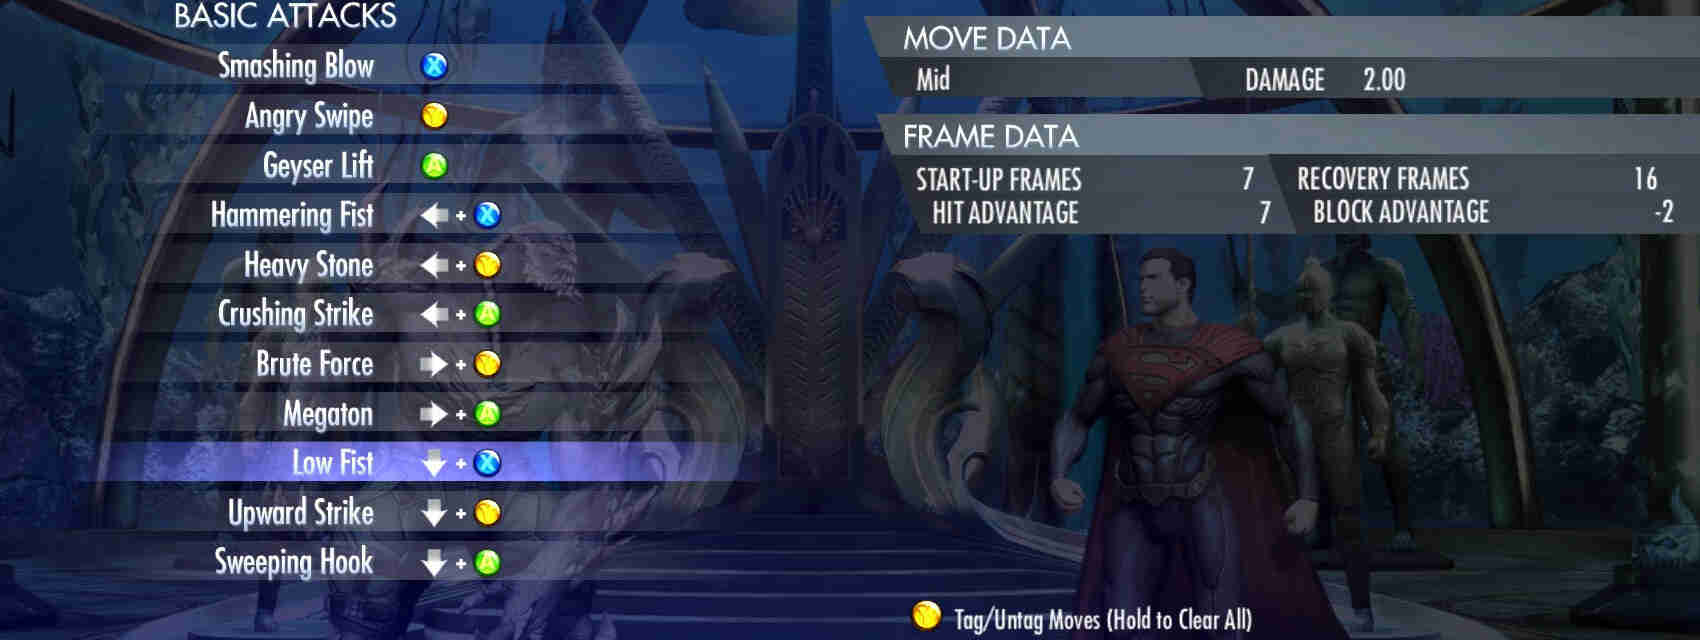 BASIC ATTACKS
Smashing Blow X
Angry Swipe Y
Geyser Lift A
Hammering Fist + X
Heavy Stone + Y
Crushing Strike + A
Brute Force + Y
Megaton + A
Low Fist + X
Upward Strike + Y
Sweeping Hook + A
MOVE DATA
Mid DAMAGE 2.00
FRAME DATA
START-UP FRAMES 7 RECOVERY FRAMES 16
HIT ADVANTAGE 7 BLOCK ADVANTAGE -2
Y Tag/Untag Moves (Hold to Clear All)